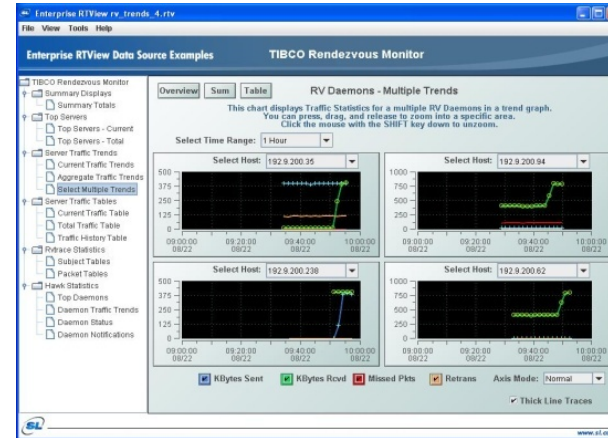 Enterprise RTView rv_trends_4.rtv
File View Tools Help
Enterprise RTView Data Source Examples
TIBCO Rendezvous Monitor
TIBCO Rendezvous Monitor
Summary Displays
Summary Totals
Top Servers
Top Servers - Current
Top Servers - Total
Server Traffic Trends
Current Traffic Trends
Aggregate Traffic Trends
Select Multiple Trends
Server Traffic Tables
Current Traffic Table
Total Traffic Table
Traffic History Table
Rvtrace Statistics
Subject Tables
Packet Tables
Hawk Statistics
Top Daemons
Daemon Traffic Trends
Daemon Status
Daemon Notifications
Overview Sum Table RV Daemons - Multiple Trends
This chart displays Traffic Statistics for a multiple RV Daemons in a trend graph.
You can press, drag, and release to zoom into a specific area.
Click the mouse with the SHIFT key down to unzoom.
Select Time Range: 1 Hour
Select Host: 192.9.200.35
500
375
250
125
0
09:00:00 09:20:00 09:40:00 10:00:00
08/22 08/22 08/22 08/22
Select Host: 192.9.200.94
1000
750
500
250
0
09:00:00 09:20:00 09:40:00 10:00:00
08/22 08/22 08/22 08/22
Select Host: 192.9.200.238
500
375
250
125
0
09:00:00 09:20:00 09:40:00 10:00:00
08/22 08/22 08/22 08/22
Select Host: 192.9.200.62
1000
750
500
250
0
09:00:00 09:20:00 09:40:00 10:00:00
08/22 08/22 08/22 08/22
KBytes Sent KBytes Rcvd Missed Pkts Retrans Axis Mode: Normal
Thick Line Traces
SL